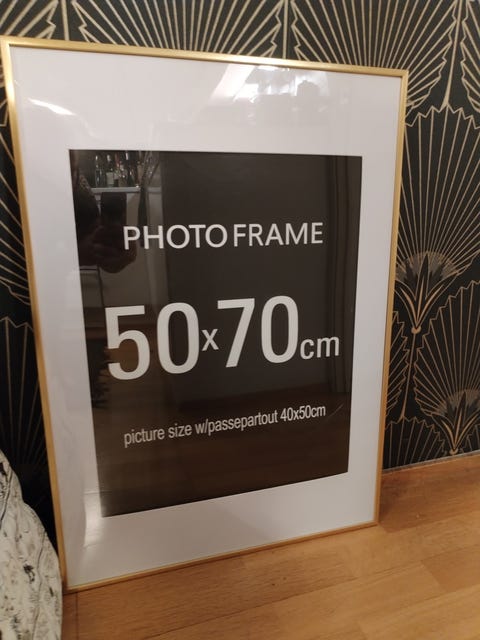 PHOTO FRAME
50x70cm
picture size w/passepartout 40x50cm